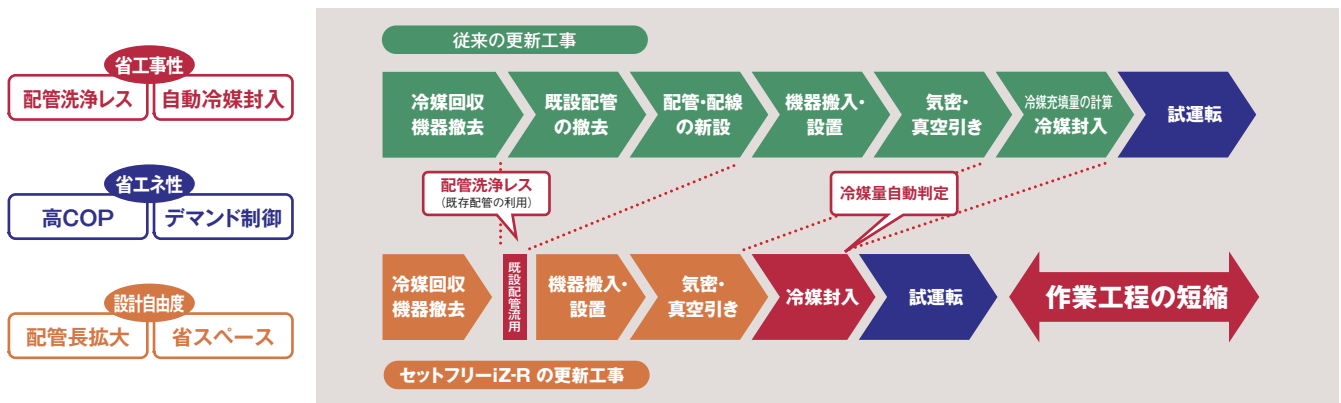 省工事性
配管洗浄レス
自動冷媒封入
省エネ性
高COP
デマンド制御
設計自由度
配管長拡大
省スペース
従来の更新工事
冷媒回収
機器撤去
既設配管
の撤去
配管・配線
の新設
機器搬入・
設置
気密・
真空引き
冷媒充填量の計算
冷媒封入
試運転
配管洗浄レス
(既存配管の利用)
冷媒量自動判定
冷媒回収
機器撤去
既設配管流用
機器搬入・
設置
気密・
真空引き
冷媒封入
試運転
作業工程の短縮
セットフリーiZ-R の更新工事